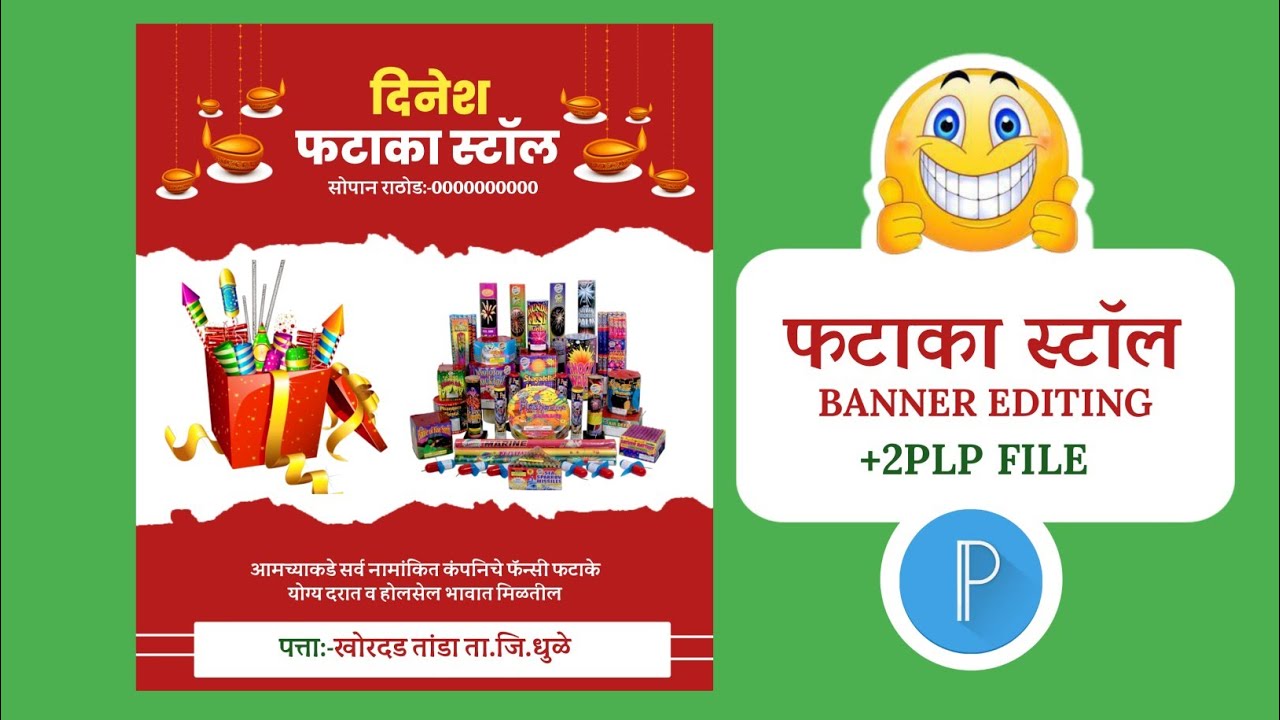 दिनेश
फटाका स्टॉल
सोपान राठोड:-0000000000
आमच्याकडे सर्व नामांकित कंपनिचे फॅन्सी फटाके
योग्य दरात व होलसेल भावात मिळतील
पत्ता:-खोरदड तांडा ता.जि.धुळे
फटाका स्टॉल
BANNER EDITING
+2PLP FILE
P